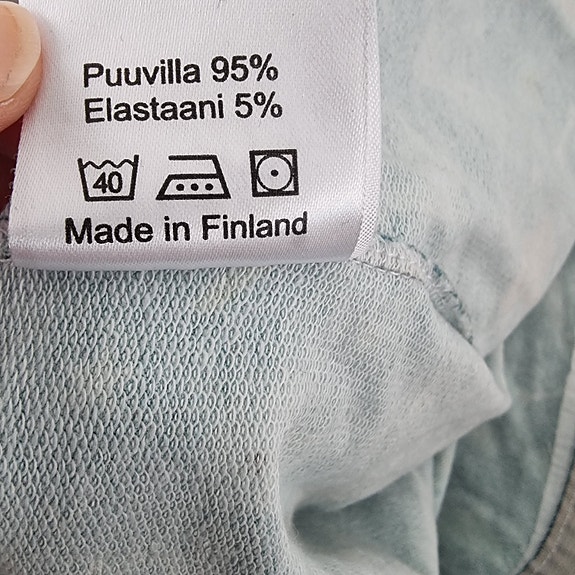 Puuvilla 95%
Elastaani 5%
40
Made in Finland